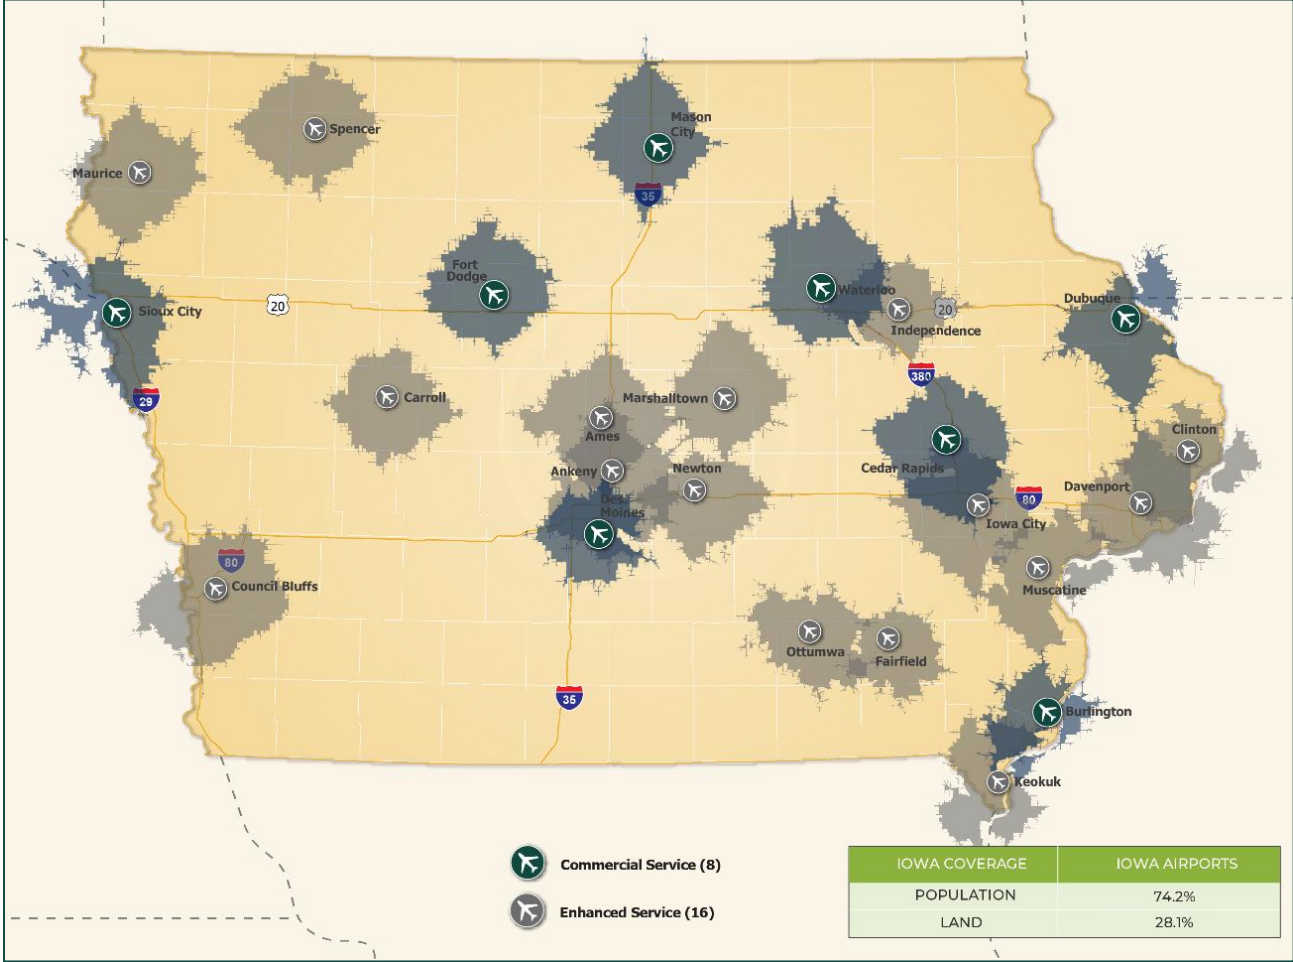 Mason
City
35
Spencer
Maurice
Fort
Dodge
Waterloo
Sioux City
20
Independence
20
Dubuque
380
29
Carroll
Marshalltown
Ames
Clinton
Ankeny
Newton
Cedar Rapids
Davenport
Des
Moines
80
Iowa City
80
Council Bluffs
Muscatine
Ottumwa
Fairfield
35
Burlington
Keokuk
Commercial Service (8)
Enhanced Service (16)
IOWA COVERAGE IOWA AIRPORTS
POPULATION 74.2%
LAND 28.1%